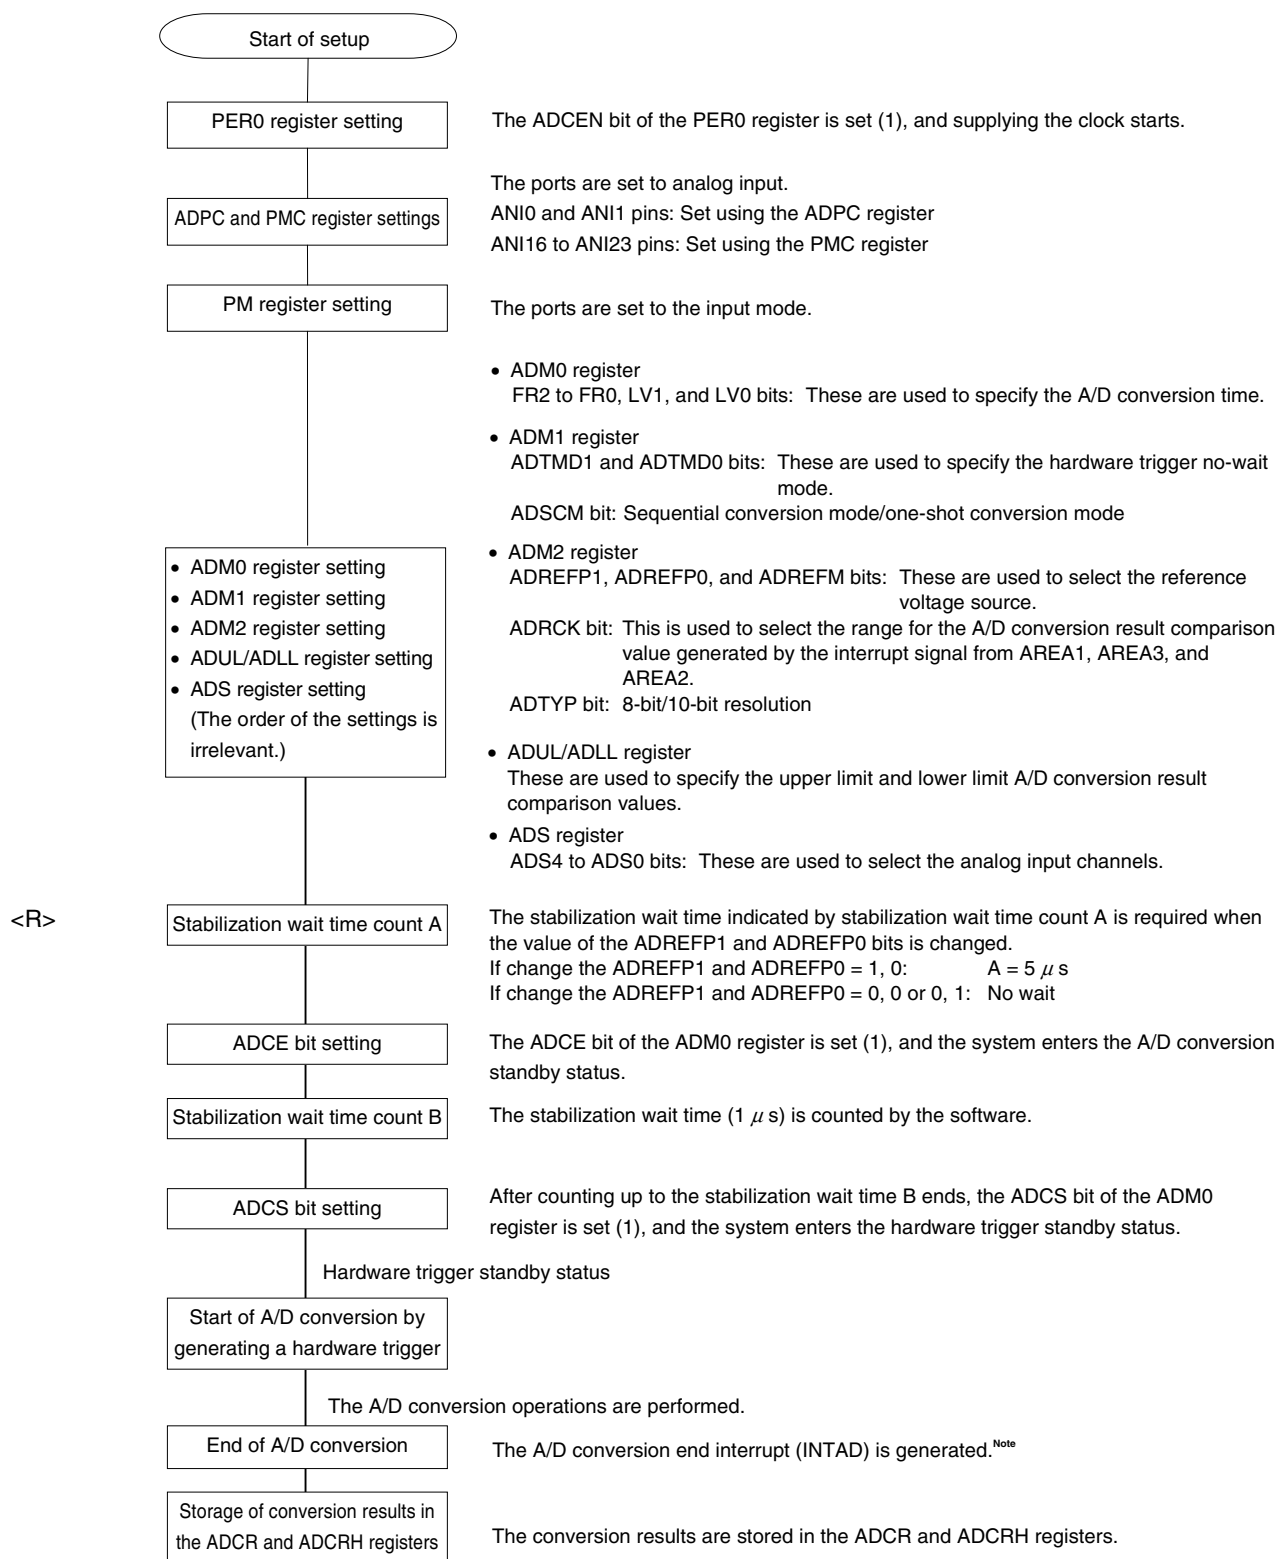 Start of setup
PER0 register setting
The ADCEN bit of the PER0 register is set (1), and supplying the clock starts.
The ports are set to analog input.
ADPC and PMC register settings
ANI0 and ANI1 pins: Set using the ADPC register
ANI16 to ANI23 pins: Set using the PMC register
PM register setting
The ports are set to the input mode.
• ADM0 register
FR2 to FR0, LV1, and LV0 bits: These are used to specify the A/D conversion time.
• ADM1 register
ADTMD1 and ADTMD0 bits: These are used to specify the hardware trigger no-wait
mode.
ADSCM bit: Sequential conversion mode/one-shot conversion mode
• ADM0 register setting
• ADM1 register setting
• ADM2 register setting
• ADUL/ADLL register setting
• ADS register setting
(The order of the settings is
irrelevant.)
• ADM2 register
ADREFP1, ADREFP0, and ADREFM bits: These are used to select the reference
voltage source.
ADRCK bit: This is used to select the range for the A/D conversion result comparison
value generated by the interrupt signal from AREA1, AREA3, and
AREA2.
ADTYP bit: 8-bit/10-bit resolution
• ADUL/ADLL register
These are used to specify the upper limit and lower limit A/D conversion result
comparison values.
• ADS register
ADS4 to ADS0 bits: These are used to select the analog input channels.
<R>
Stabilization wait time count A
The stabilization wait time indicated by stabilization wait time count A is required when
the value of the ADREFP1 and ADREFP0 bits is changed.
If change the ADREFP1 and ADREFP0 = 1, 0: A = 5 μ s
If change the ADREFP1 and ADREFP0 = 0, 0 or 0, 1: No wait
ADCE bit setting
The ADCE bit of the ADM0 register is set (1), and the system enters the A/D conversion
standby status.
Stabilization wait time count B
The stabilization wait time (1 μ s) is counted by the software.
ADCS bit setting
After counting up to the stabilization wait time B ends, the ADCS bit of the ADM0
register is set (1), and the system enters the hardware trigger standby status.
Hardware trigger standby status
Start of A/D conversion by
generating a hardware trigger
The A/D conversion operations are performed.
End of A/D conversion
The A/D conversion end interrupt (INTAD) is generated.Note
Storage of conversion results in
the ADCR and ADCRH registers
The conversion results are stored in the ADCR and ADCRH registers.